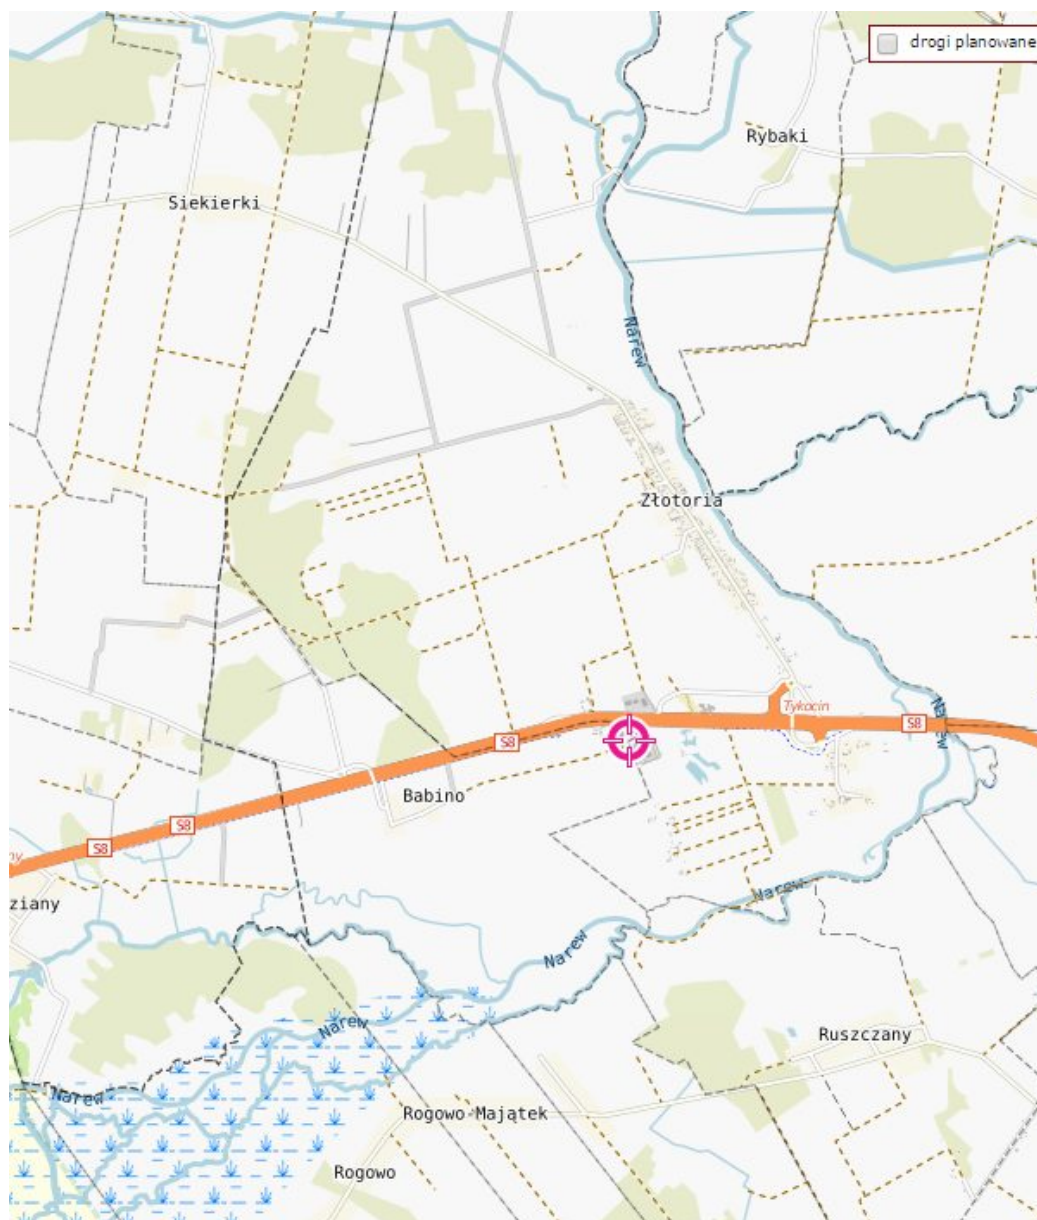 drogi planowane
Rybaki
Siekierki
Narew
Złotoria
Tykocin
S8
Narew
S8
Babino
S8
S8
ny
Narew
ziany
Narew
Narew
Ruszczany
Narew
Rogowo-Majątek
Rogowo